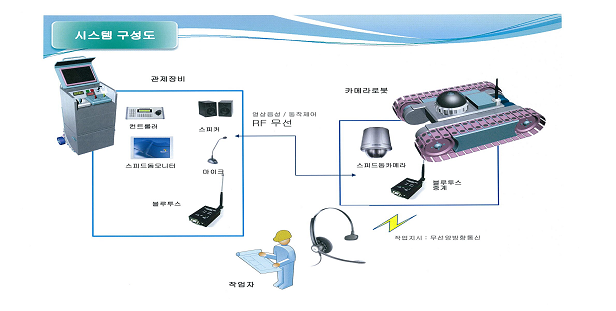 시스템 구성도
관제장비
카메라로봇
영상음성 / 동작제어
RF 무선
컨트롤러
스피커
스피드돔모니터
마이크
스피드돔카메라
블루투스
중계
블루투스
작업지시 : 무선양방향통신
작업자